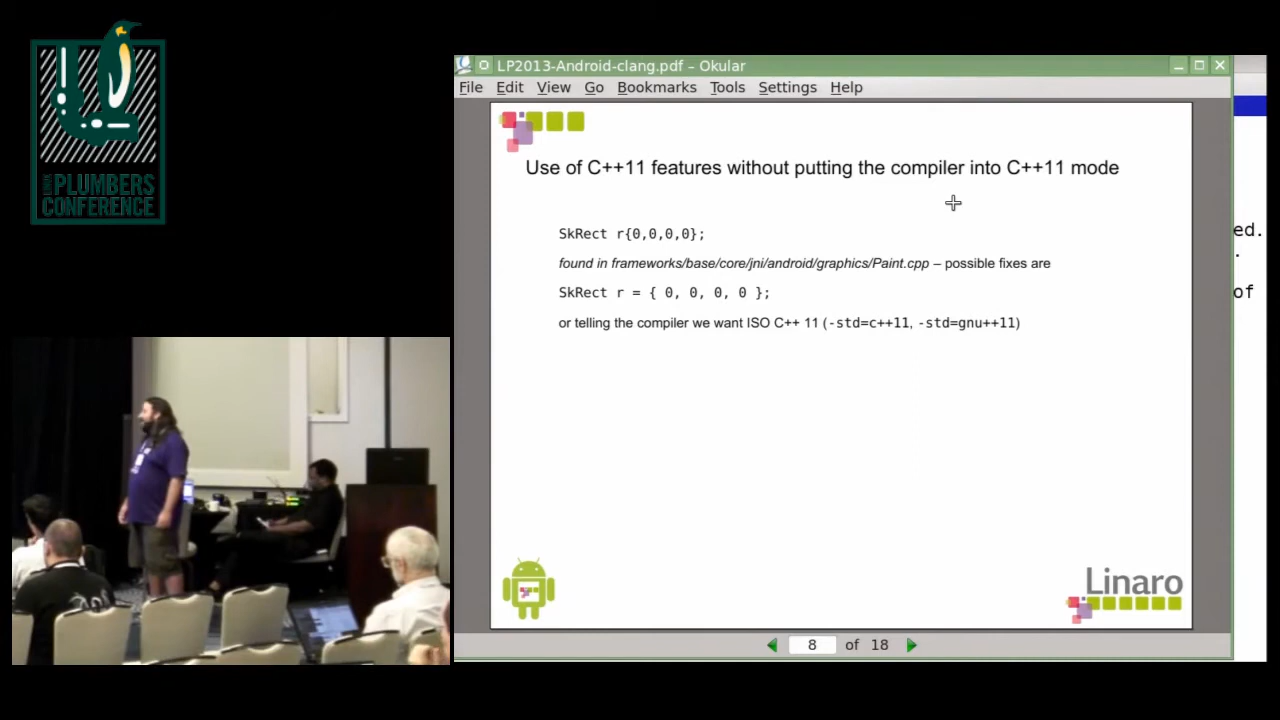 LINUX
PLUMBERS
CONFERENCE
LP2013-Android-clang.pdf – Okular
File Edit View Go Bookmarks Tools Settings Help
Use of C++11 features without putting the compiler into C++11 mode
SkRect r{0,0,0,0};
found in frameworks/base/core/jni/android/graphics/Paint.cpp – possible fixes are
SkRect r = { 0, 0, 0, 0 };
or telling the compiler we want ISO C++ 11 (-std=c++11, -std=gnu++11)
Linaro
8 of 18
ed.
.
of